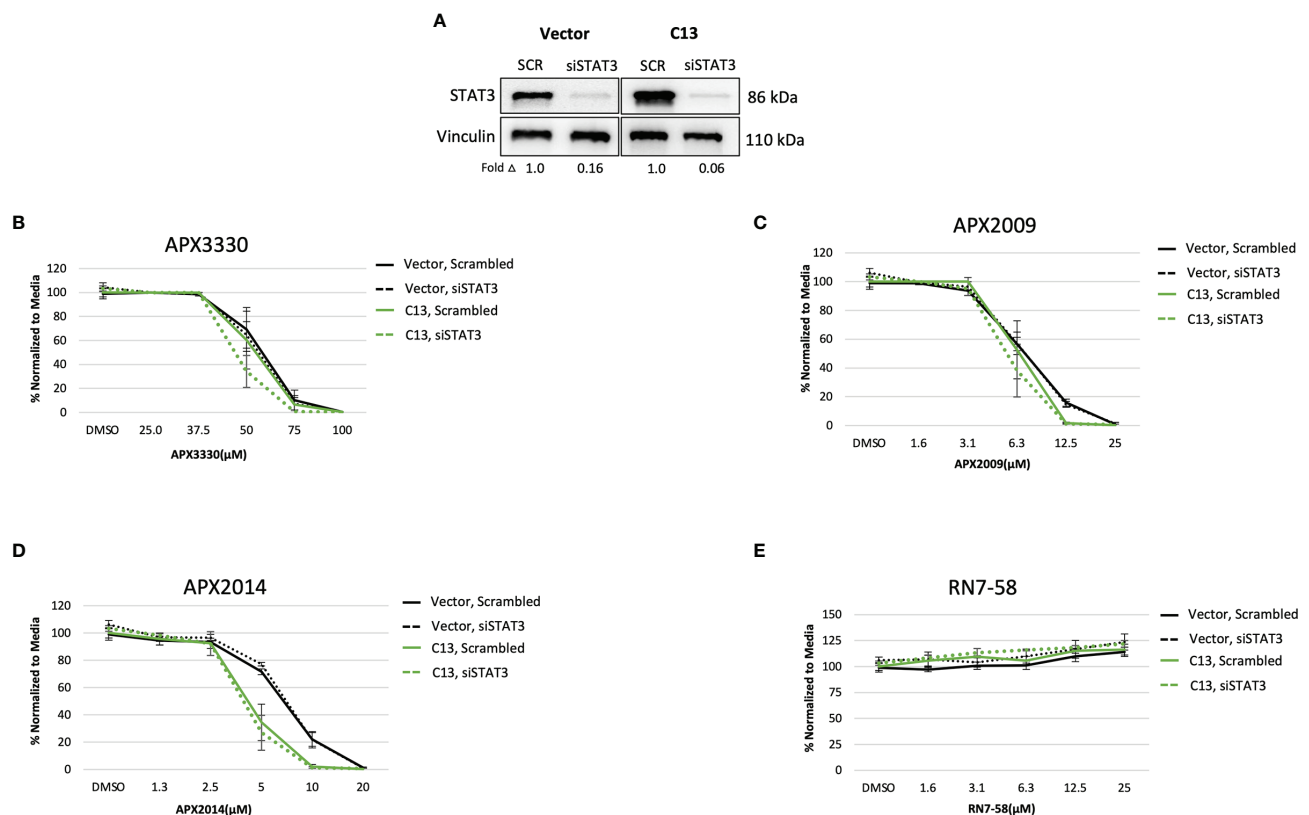 A
Vector C13
SCR siSTAT3 SCR siSTAT3
STAT3 86 kDa
Vinculin 110 kDa
Fold Δ 1.0 0.16 1.0 0.06
B
APX3330
% Normalized to Media
120
100
80
60
40
20
0
DMSO 25.0 37.5 50 75 100
APX3330(µM)
Vector, Scrambled
Vector, siSTAT3
C13, Scrambled
C13, siSTAT3
C
APX2009
% Normalized to Media
120
100
80
60
40
20
0
DMSO 1.6 3.1 6.3 12.5 25
APX2009(µM)
Vector, Scrambled
Vector, siSTAT3
C13, Scrambled
C13, siSTAT3
D
APX2014
% Normalized to Media
120
100
80
60
40
20
0
DMSO 1.3 2.5 5 10 20
APX2014(µM)
Vector, Scrambled
Vector, siSTAT3
C13, Scrambled
C13, siSTAT3
E
RN7-58
% Normalized to Media
150
125
100
75
50
25
0
DMSO 1.6 3.1 6.3 12.5 25
RN7-58(µM)
Vector, Scrambled
Vector, siSTAT3
C13, Scrambled
C13, siSTAT3